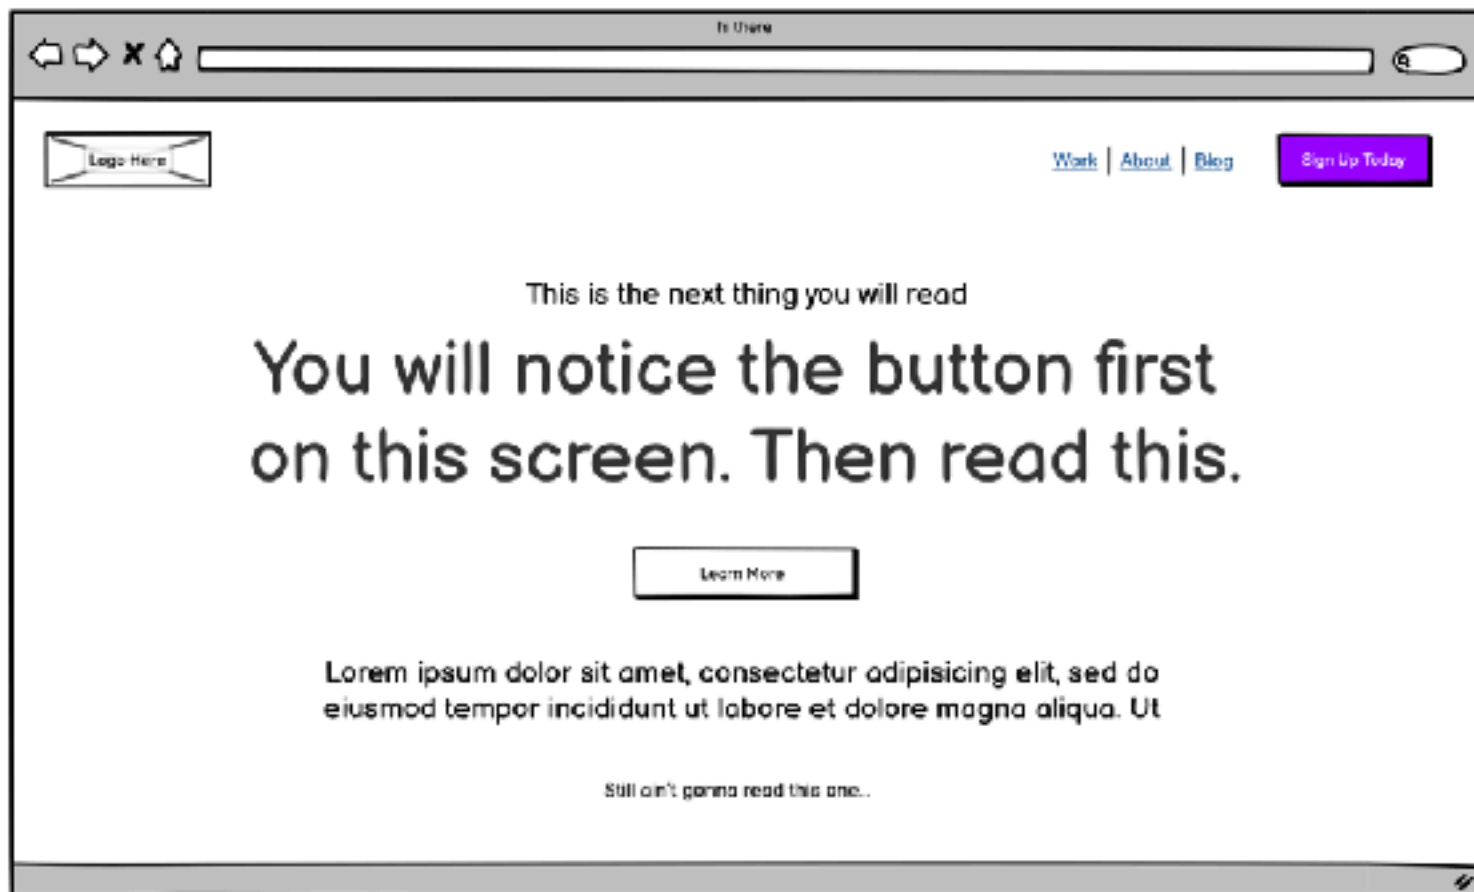 hi there
Logo Here
Work | About | Blog
Sign Up Today
This is the next thing you will read
You will notice the button first
on this screen. Then read this.
Learn More
Lorem ipsum dolor sit amet, consectetur adipisicing elit, sed do
eiusmod tempor incididunt ut labore et dolore magna aliqua. Ut
Still ain't gonna read this one..